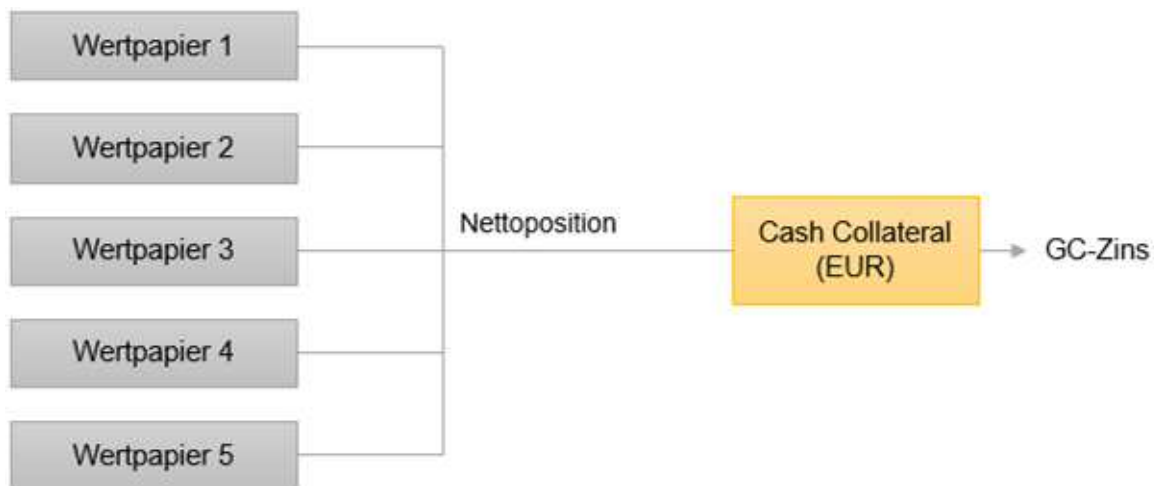 Wertpapier 1
Wertpapier 2
Wertpapier 3
Wertpapier 4
Wertpapier 5
Nettoposition
Cash Collateral
(EUR)
GC-Zins